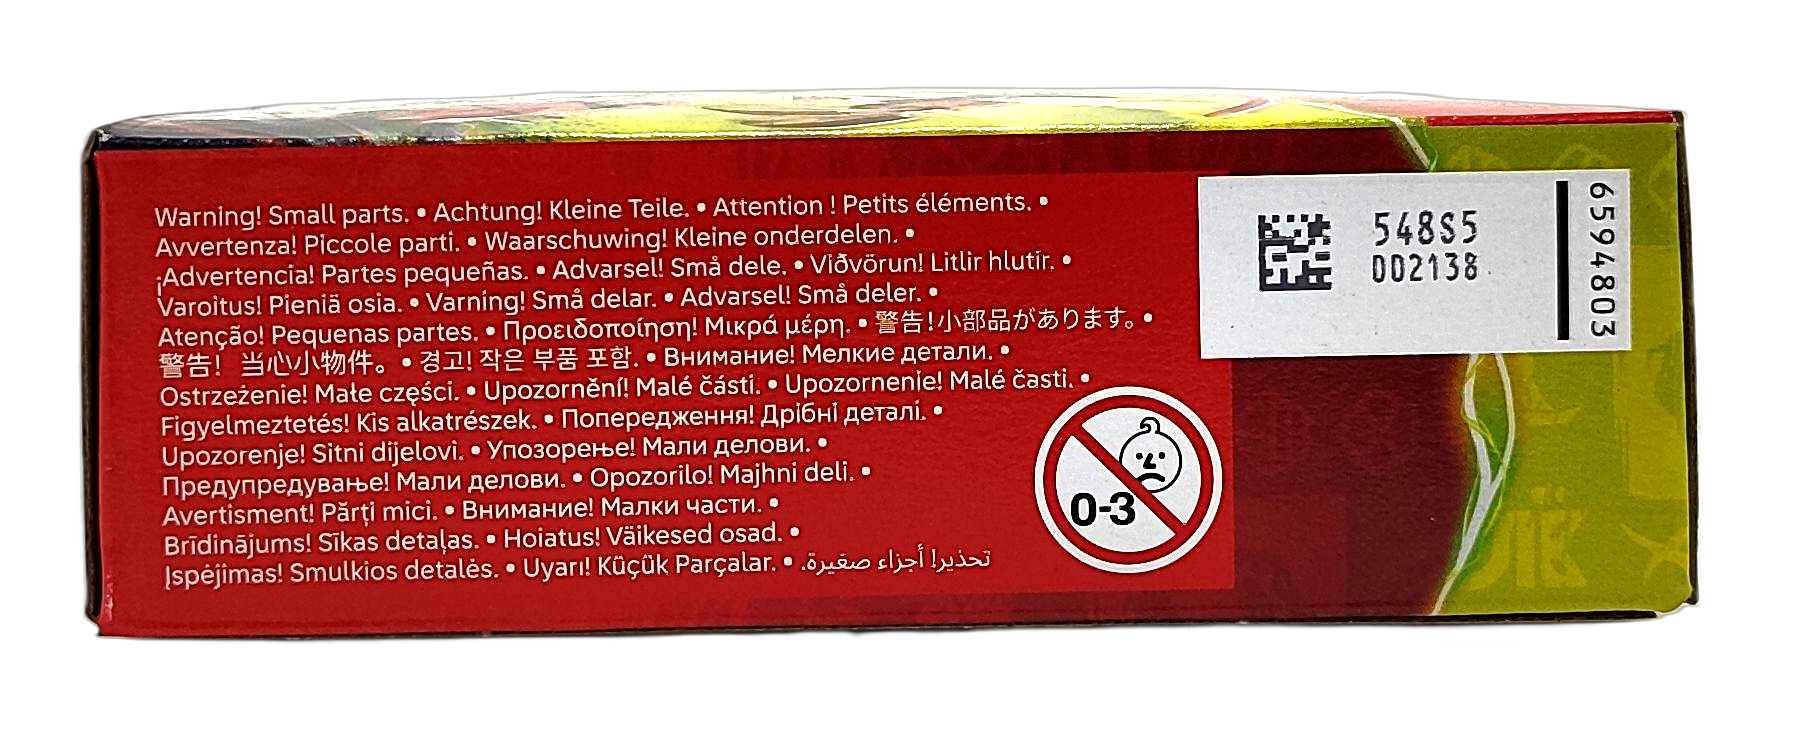 Warning! Small parts. • Achtung! Kleine Teile. • Attention ! Petits éléments. •
Avvertenza! Piccole parti. • Waarschuwing! Kleine onderdelen. •
¡Advertencia! Partes pequeñas. • Advarsel! Små dele. • Viðvörun! Litlir hlutir. •
Varoitus! Pieniä osia. • Varning! Små delar. • Advarsel! Små deler. •
Atenção! Pequenas partes. • Προειδοποίηση! Μικρά μέρη. • 警告!小部品があります。 •
警告！当心小物件。 • 경고! 작은 부품 포함. • Внимание! Мелкие детали. •
Ostrzeżenie! Małe części. • Upozornění! Malé části. • Upozornenie! Malé časti. •
Figyelmeztetés! Kis alkatrészek. • Попередження! Дрібні деталі. •
Upozorenje! Sitni dijelovi. • Упозорење! Мали делови. •
Предупредување! Мали делови. • Opozorilo! Majhni deli. •
Avertisment! Părți mici. • Внимание! Малки части. •
Brīdinājums! Sīkas detaļas. • Hoiatus! Väikesed osad. •
Įspėjimas! Smulkios detalės. • Uyarı! Küçük Parçalar. • تحذير! أجزاء صغيرة.
0-3
548S5
002138
6594803